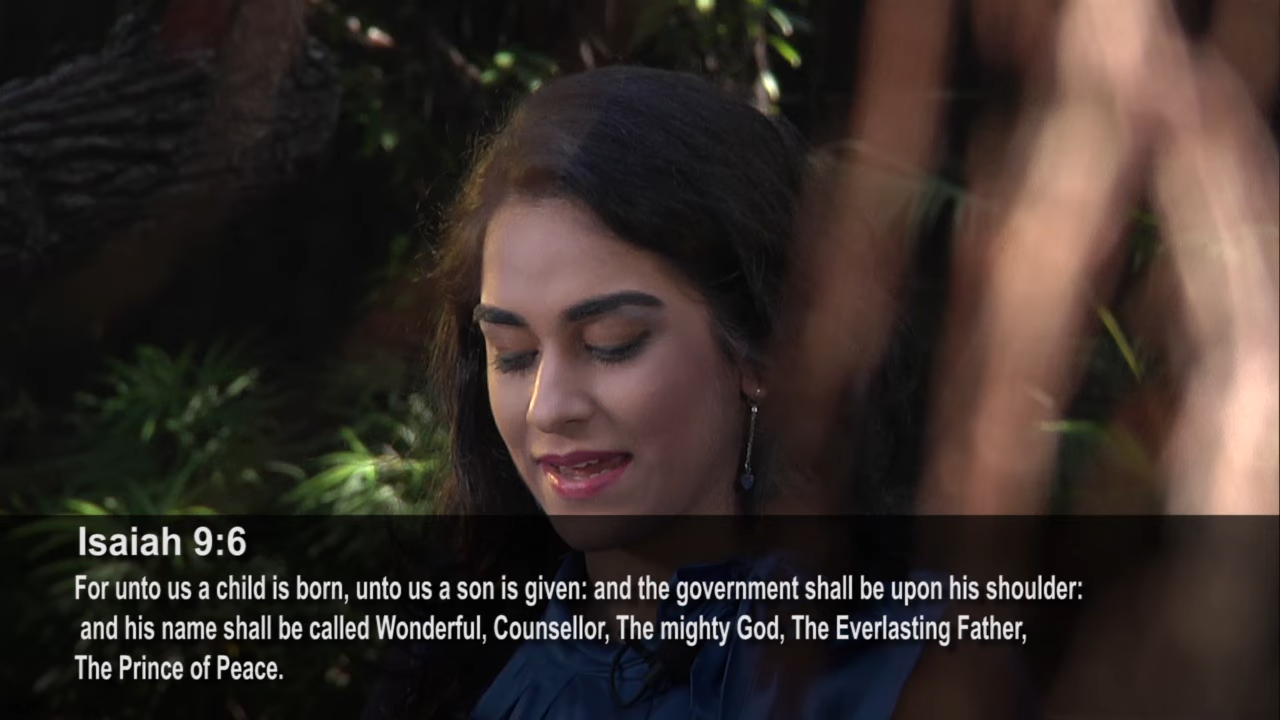 Isaiah 9:6
For unto us a child is born, unto us a son is given: and the government shall be upon his shoulder:
and his name shall be called Wonderful, Counsellor, The mighty God, The Everlasting Father,
The Prince of Peace.